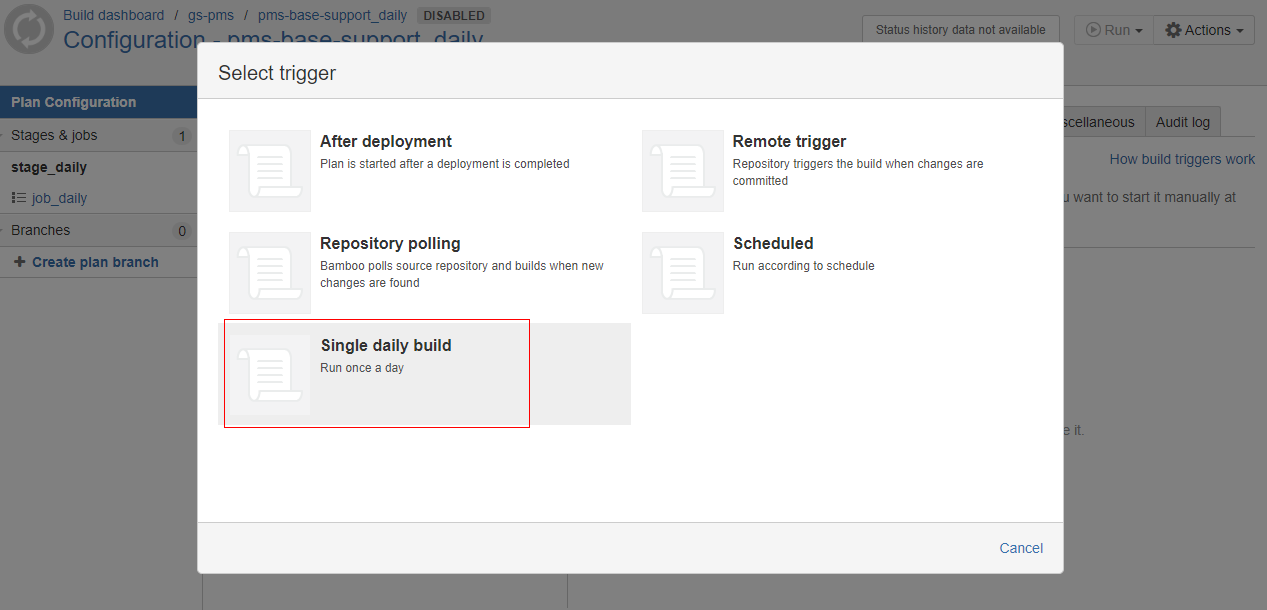 Build dashboard / gs-pms / pms-base-support_daily DISABLED
Configuration - pms-base-support_daily
Status history data not available
Run
Actions
Select trigger
Plan Configuration
Stages & jobs 1
stage_daily
job_daily
Branches 0
Create plan branch
After deployment
Plan is started after a deployment is completed
Remote trigger
Repository triggers the build when changes are
committed
Repository polling
Bamboo polls source repository and builds when new
changes are found
Scheduled
Run according to schedule
Single daily build
Run once a day
Audit log
How build triggers work
want to start it manually at
it.
Cancel